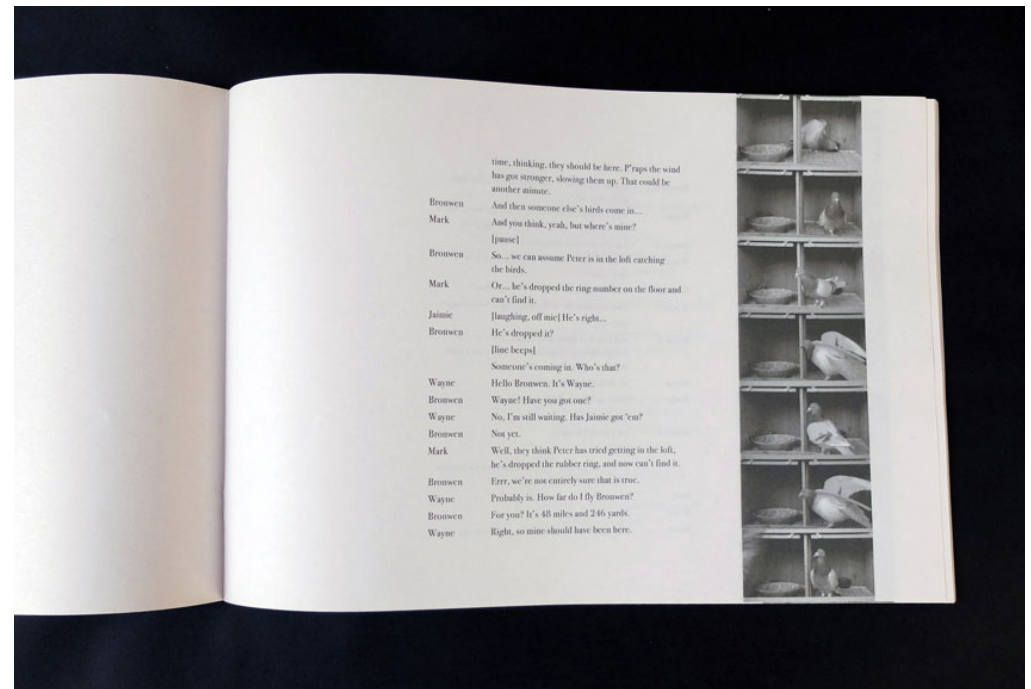 time, thinking, they should be here. P'raps the wind
has got stronger, slowing them up. That could be
another minute.
Bronwen And then someone else's birds come in...
Mark And you think, yeah, but where's mine?
[pause]
Bronwen So... we can assume Peter is in the loft catching
the birds.
Mark Or... he's dropped the ring number on the floor and
can't find it.
Jaimie [laughing, off mic] He's right...
Bronwen He's dropped it?
[line beeps]
Someone's coming in. Who's that?
Wayne Hello Bronwen. It's Wayne.
Bronwen Wayne! Have you got one?
Wayne No, I'm still waiting. Has Jaimie got 'em?
Bronwen Not yet.
Mark Well, they think Peter has tried getting in the loft,
he's dropped the rubber ring, and now can't find it.
Bronwen Errr, we're not entirely sure that is true.
Wayne Probably is. How far do I fly Bronwen?
Bronwen For you? It's 48 miles and 246 yards.
Wayne Right, so mine should have been here.